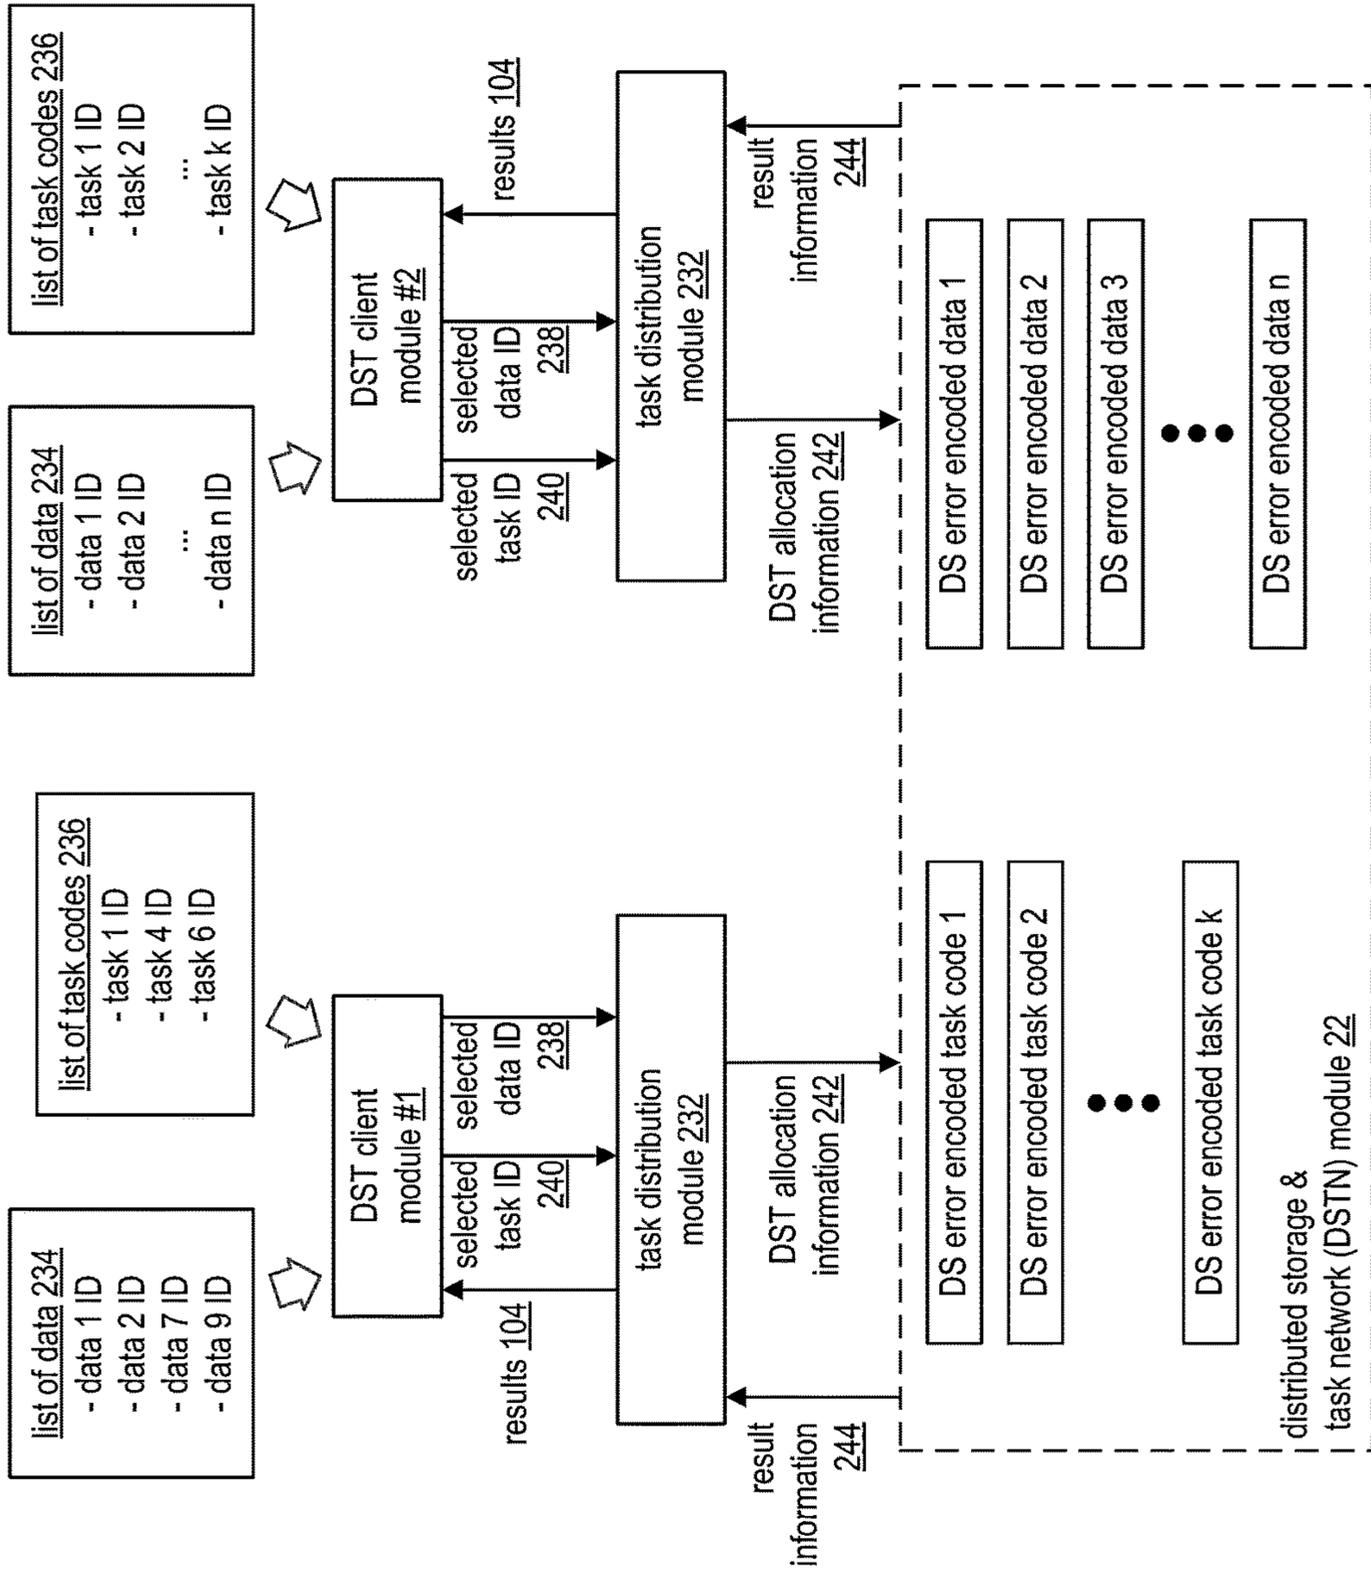 list of data 234
- data 1 ID
- data 2 ID
- data 7 ID
- data 9 ID
list of task codes 236
- task 1 ID
- task 4 ID
- task 6 ID
list of data 234
- data 1 ID
- data 2 ID
...
- data n ID
list of task codes 236
- task 1 ID
- task 2 ID
...
- task k ID
DST client
module #1
DST client
module #2
results 104
selected
task ID
240
selected
data ID
238
selected
task ID
240
selected
data ID
238
results 104
task distribution
module 232
task distribution
module 232
result
information
244
DST allocation
information 242
DST allocation
information 242
result
information
244
DS error encoded task code 1
DS error encoded task code 2
DS error encoded task code k
DS error encoded data 1
DS error encoded data 2
DS error encoded data 3
DS error encoded data n
distributed storage &
task network (DSTN) module 22